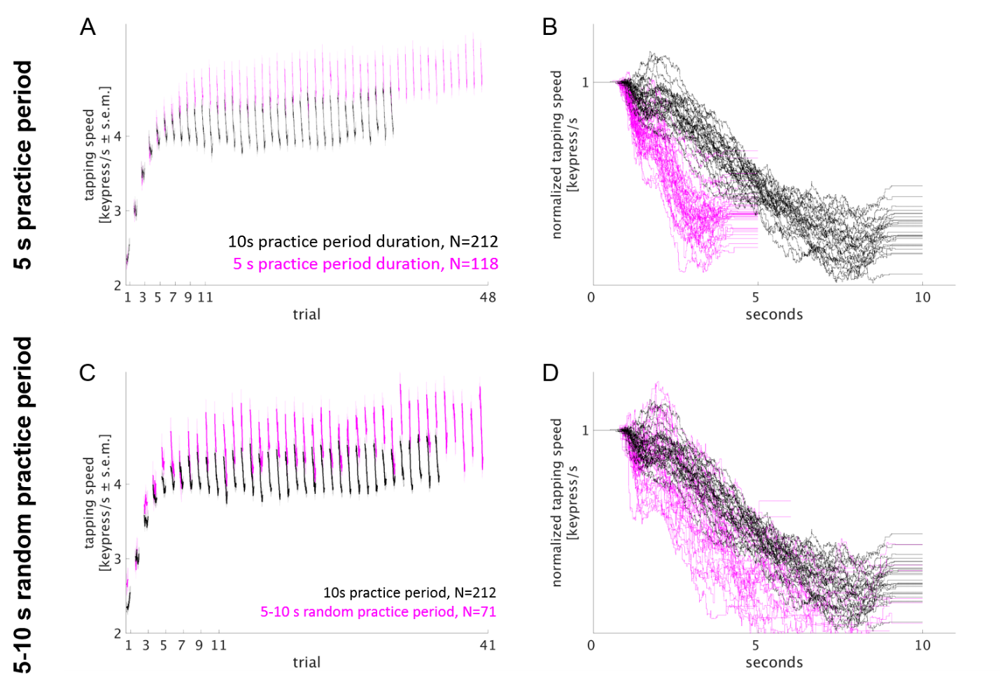 5 s practice period
A
tapping speed
[keypress/s ± s.e.m.]
4
3
2
10s practice period duration, N=212
5 s practice period duration, N=118
1 3 5 7 9 11 48
trial
B
normalized tapping speed
[keypress/s
1
0 5 10
seconds
5-10 s random practice period
C
tapping speed
[keypress/s ± s.e.m.]
4
3
2
10s practice period, N=212
5-10 s random practice period, N=71
1 3 5 7 9 11 41
trial
D
normalized tapping speed
[keypress/s
1
0 5 10
seconds